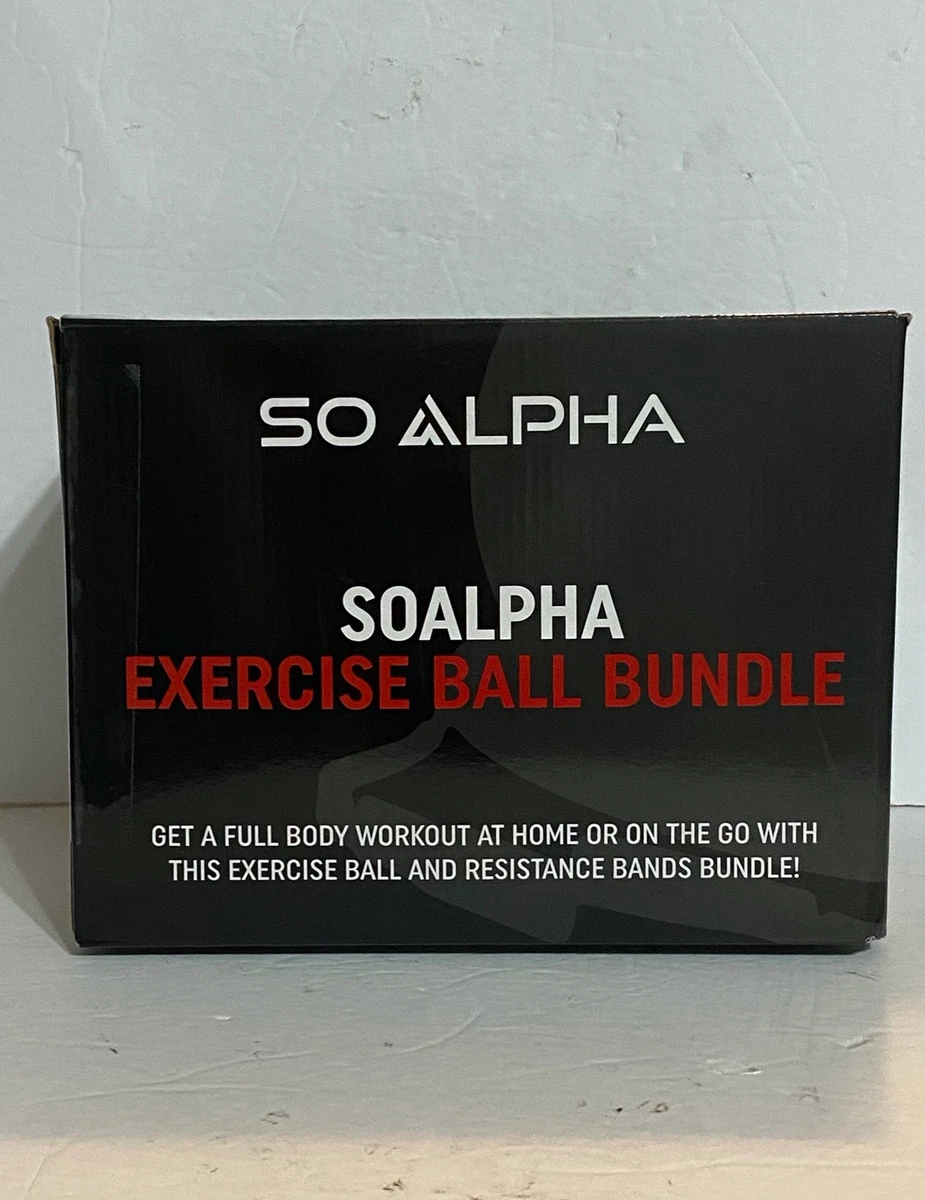 SO ALPHA
SOALPHA
EXERCISE BALL BUNDLE
GET A FULL BODY WORKOUT AT HOME OR ON THE GO WITH
THIS EXERCISE BALL AND RESISTANCE BANDS BUNDLE!